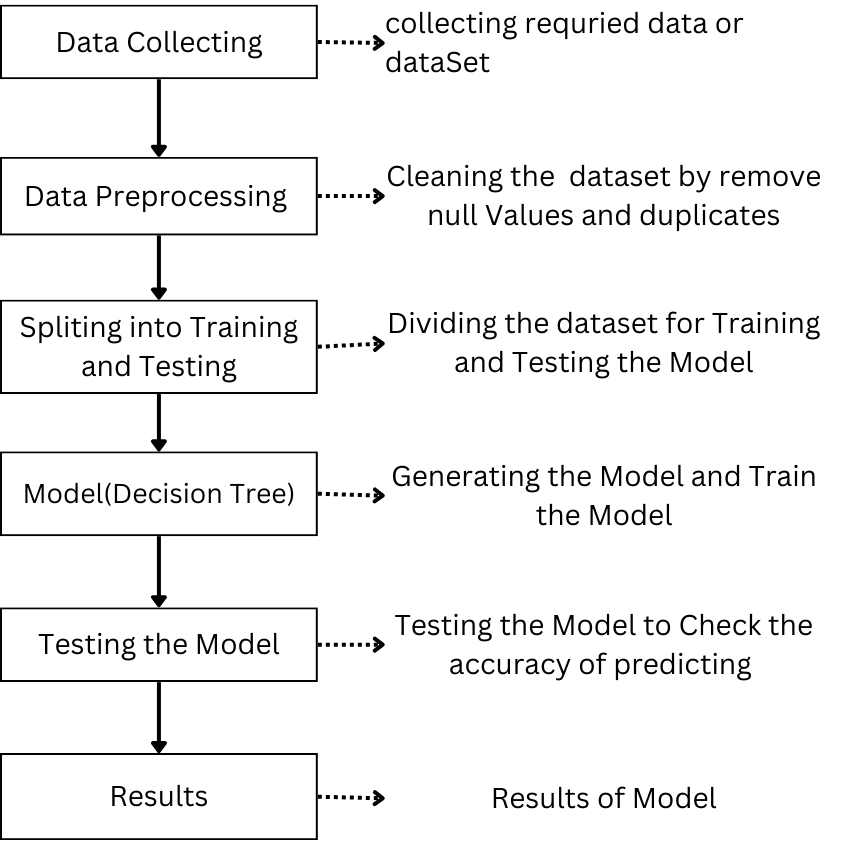 Data Collecting
collecting requried data or
dataSet
Data Preprocessing
Cleaning the  dataset by remove
null Values and duplicates
Spliting into Training
and Testing
Dividing the dataset for Training
and Testing the Model
Model(Decision Tree)
Generating the Model and Train
the Model
Testing the Model
Testing the Model to Check the
accuracy of predicting
Results
Results of Model